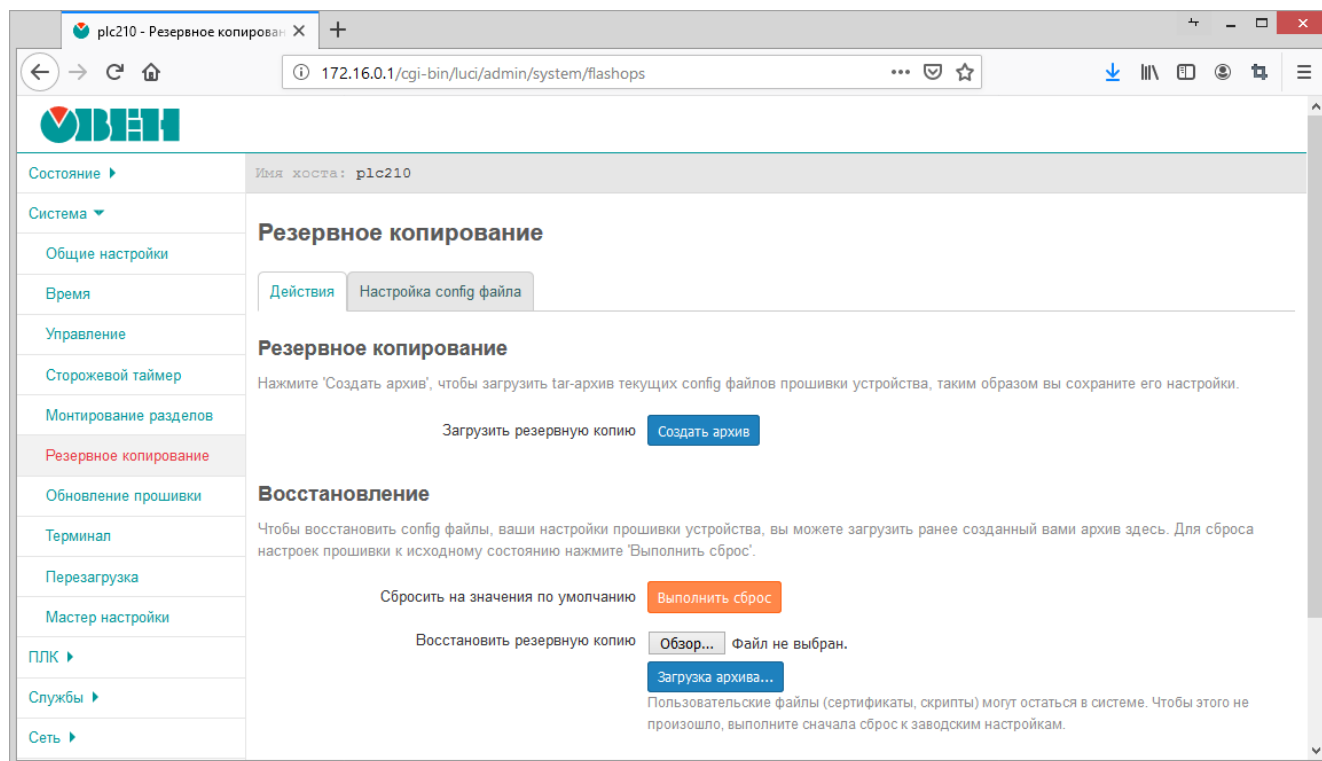 plc210 - Резервное копирован
172.16.0.1/cgi-bin/luci/admin/system/flashops
ОВЕН
Состояние
Имя хоста: plc210
Система
Общие настройки
Время
Управление
Сторожевой таймер
Монтирование разделов
Резервное копирование
Обновление прошивки
Терминал
Перезагрузка
Мастер настройки
ПЛК
Службы
Сеть
Резервное копирование
Действия Настройка config файла
Резервное копирование
Нажмите 'Создать архив', чтобы загрузить tar-архив текущих config файлов прошивки устройства, таким образом вы сохраните его настройки.
Загрузить резервную копию Создать архив
Восстановление
Чтобы восстановить config файлы, ваши настройки прошивки устройства, вы можете загрузить ранее созданный вами архив здесь. Для сброса
настроек прошивки к исходному состоянию нажмите 'Выполнить сброс'.
Сбросить на значения по умолчанию Выполнить сброс
Восстановить резервную копию Обзор... Файл не выбран.
Загрузка архива...
Пользовательские файлы (сертификаты, скрипты) могут остаться в системе. Чтобы этого не
произошло, выполните сначала сброс к заводским настройкам.